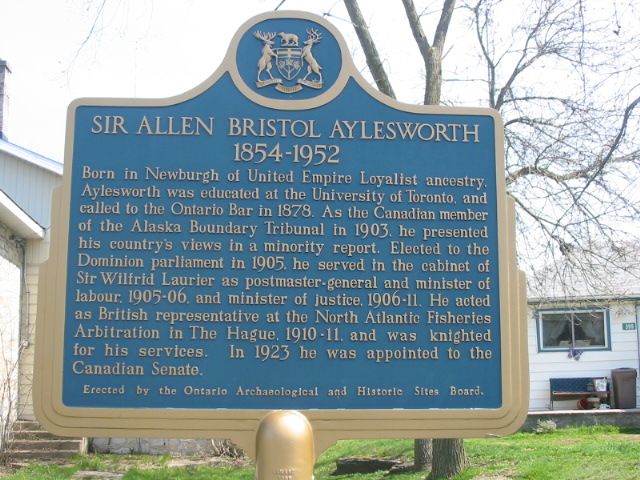 SIR ALLEN BRISTOL AYLESWORTH
1854-1952
Born in Newburgh of United Empire Loyalist ancestry,
Aylesworth was educated at the University of Toronto, and
called to the Ontario Bar in 1878. As the Canadian member
of the Alaska Boundary Tribunal in 1903, he presented
his country's views in a minority report. Elected to the
Dominion parliament in 1905, he served in the cabinet of
Sir Wilfrid Laurier as postmaster-general and minister of
labour, 1905-06, and minister of justice, 1906-11. He acted
as British representative at the North Atlantic Fisheries
Arbitration in The Hague, 1910-11, and was knighted
for his services. In 1923 he was appointed to the
Canadian Senate.
Erected by the Ontario Archaeological and Historic Sites Board.